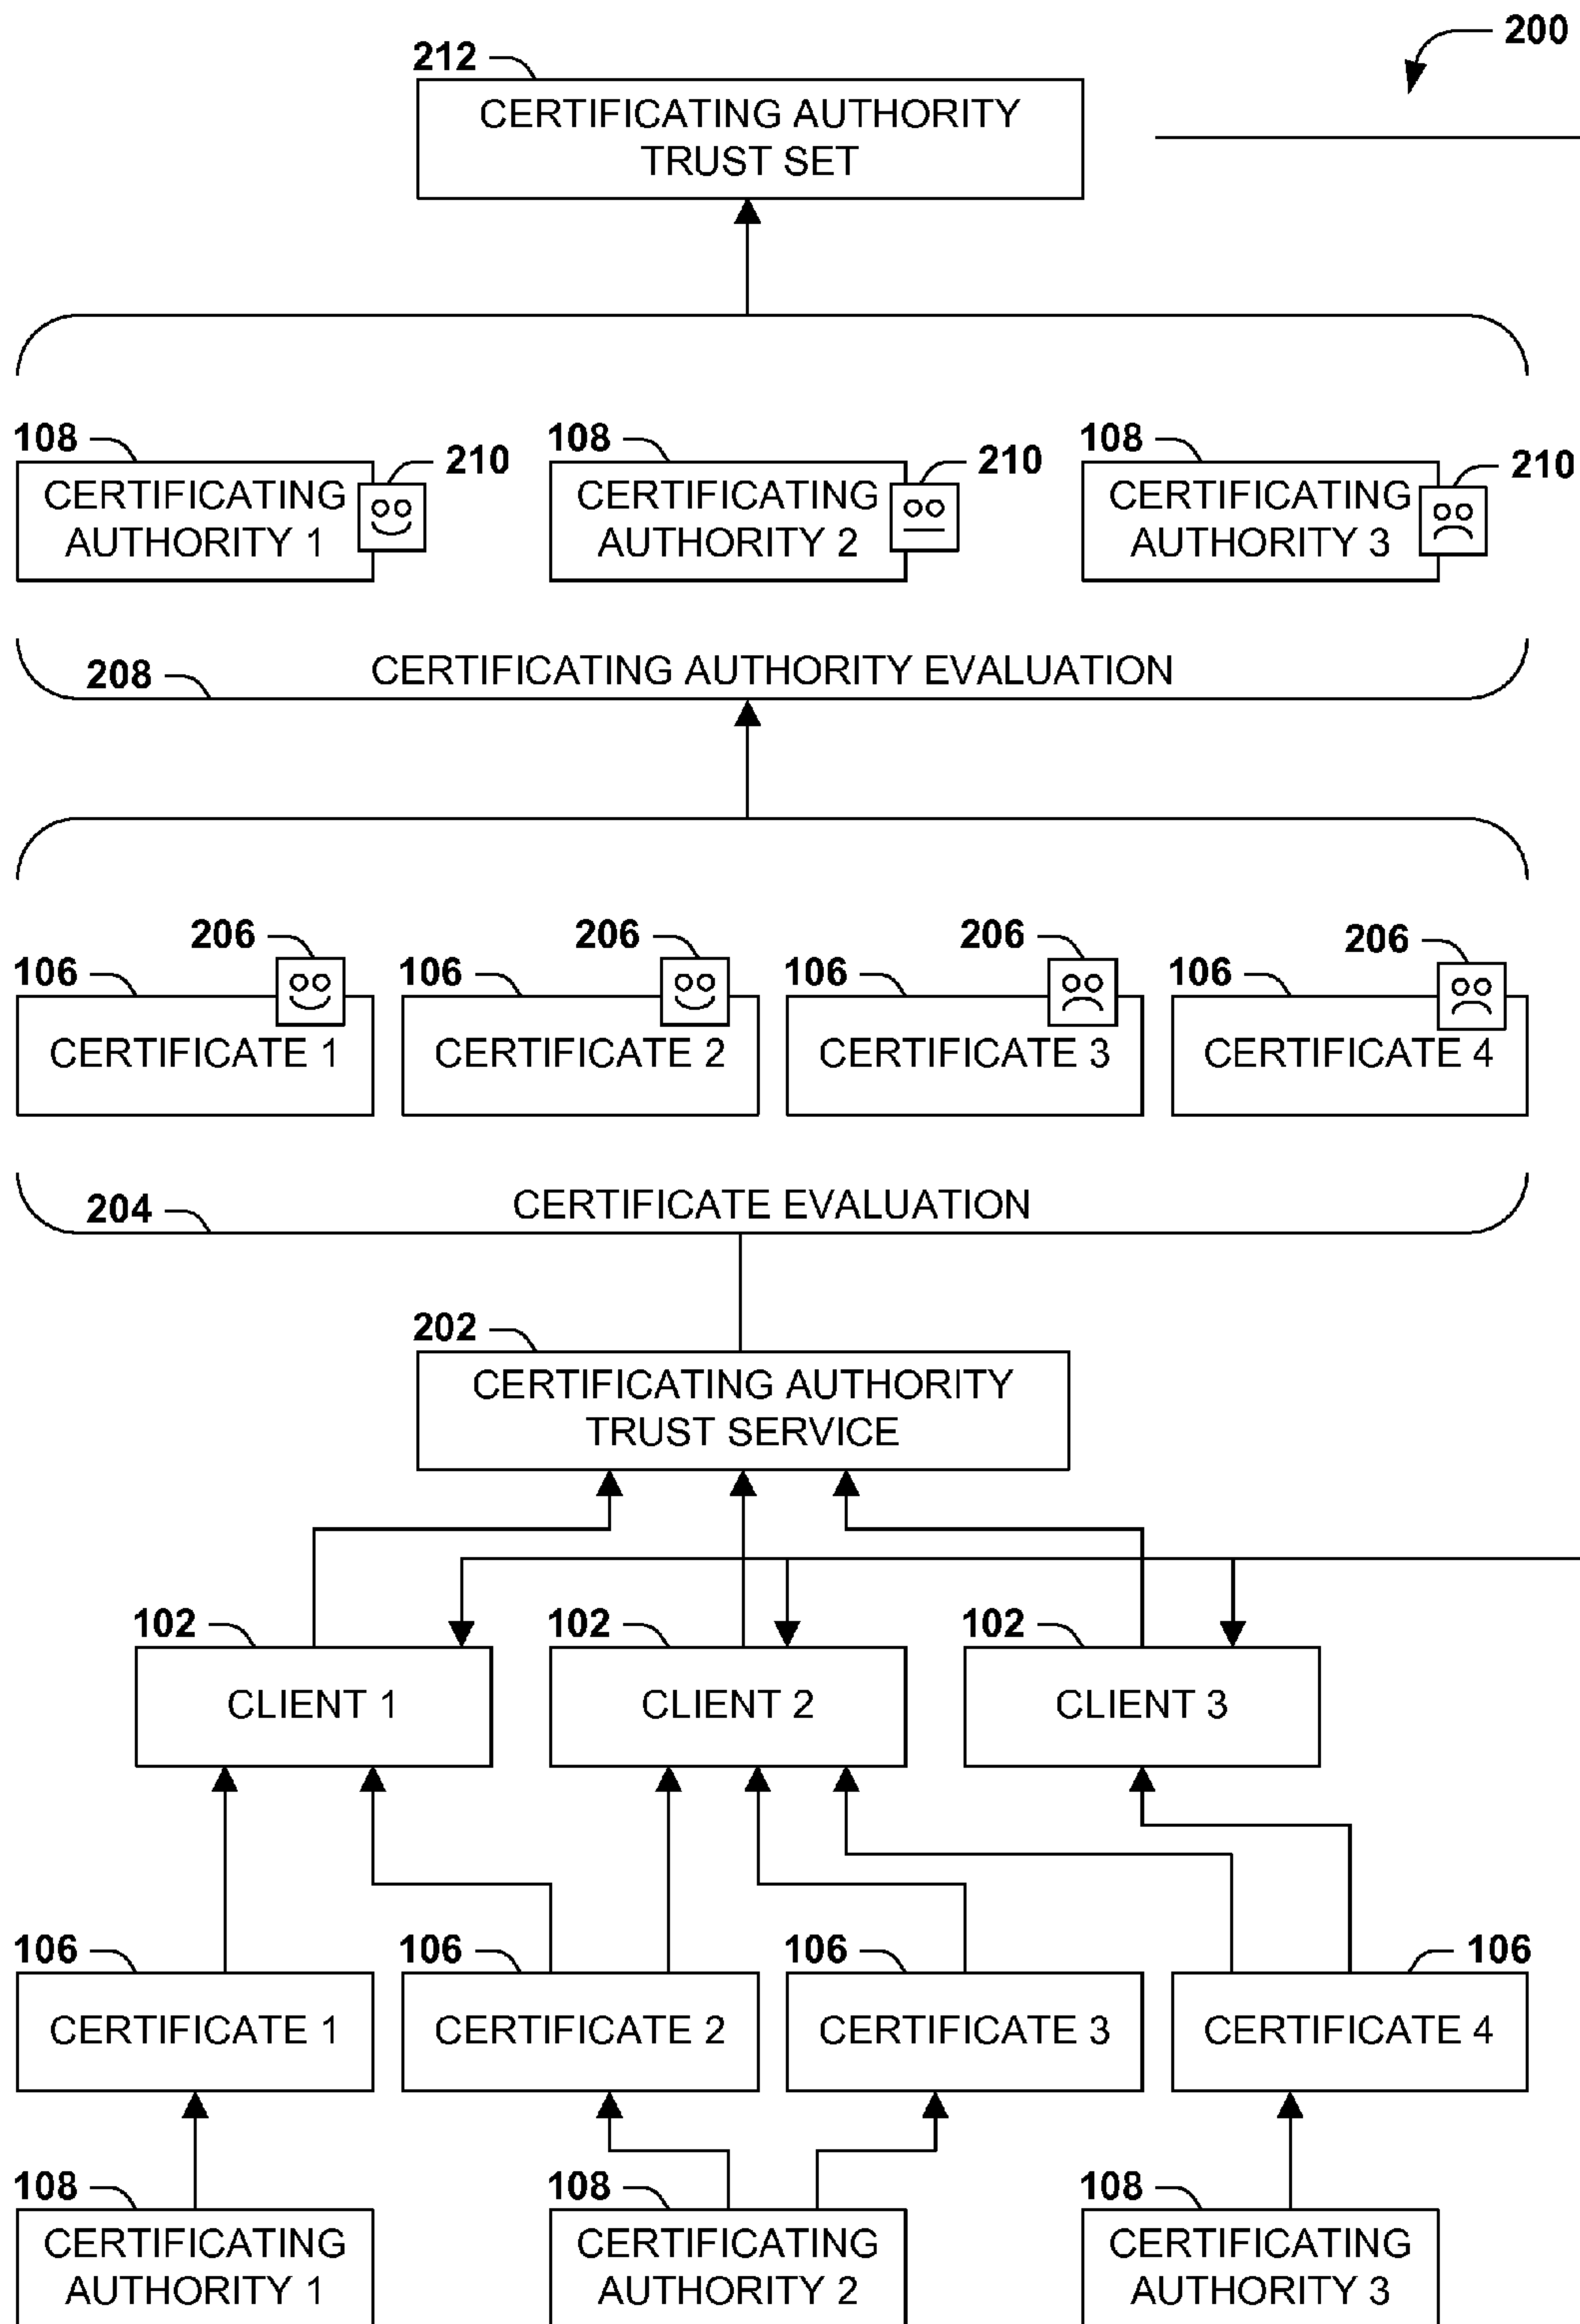 200
212
CERTIFICATING AUTHORITY
TRUST SET
108
210
108
210
108
210
CERTIFICATING
AUTHORITY 1
CERTIFICATING
AUTHORITY 2
CERTIFICATING
AUTHORITY 3
208
CERTIFICATING AUTHORITY EVALUATION
206
206
206
206
106
106
106
106
CERTIFICATE 1
CERTIFICATE 2
CERTIFICATE 3
CERTIFICATE 4
204
CERTIFICATE EVALUATION
202
CERTIFICATING AUTHORITY
TRUST SERVICE
102
102
102
CLIENT 1
CLIENT 2
CLIENT 3
106
106
106
106
CERTIFICATE 1
CERTIFICATE 2
CERTIFICATE 3
CERTIFICATE 4
108
108
108
CERTIFICATING
AUTHORITY 1
CERTIFICATING
AUTHORITY 2
CERTIFICATING
AUTHORITY 3